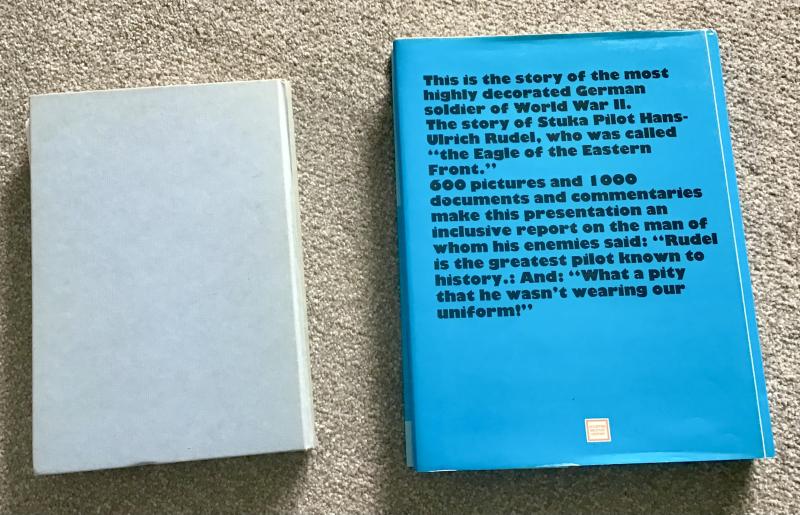 This is the story of the most
highly decorated German
soldier of World War II.
The story of Stuka Pilot Hans-
Ulrich Rudel, who was called
“the Eagle of the Eastern
Front.”
600 pictures and 1000
documents and commentaries
make this presentation an
inclusive report on the man of
whom his enemies said: “Rudel
is the greatest pilot known to
history.: And: “What a pity
that he wasn’t wearing our
uniform!”